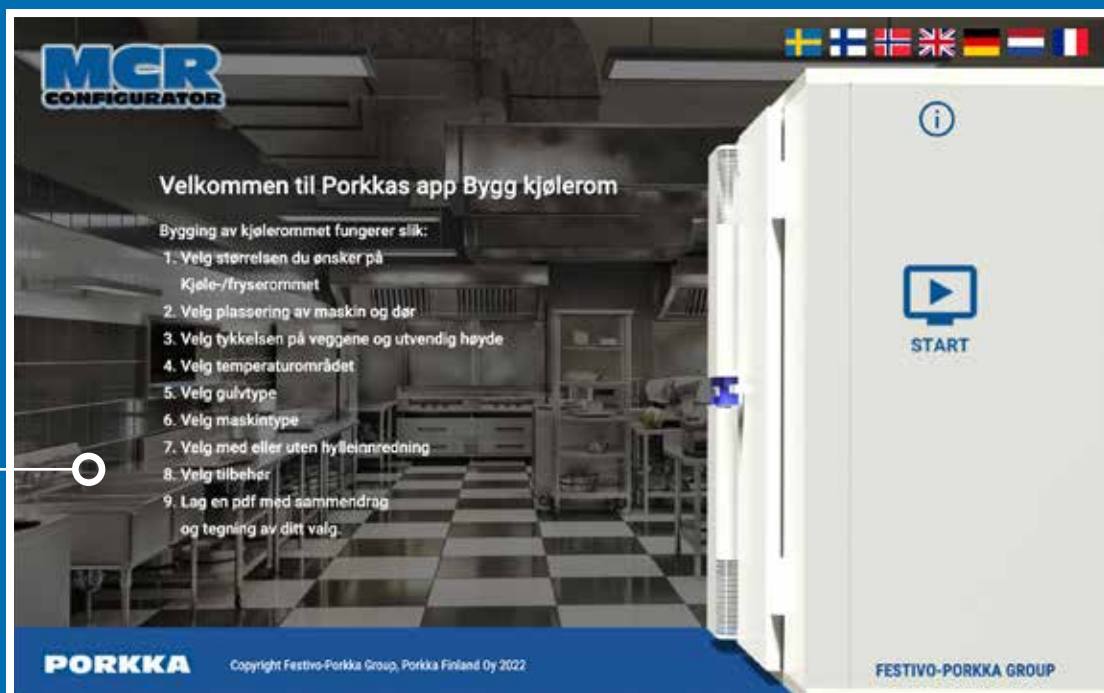 MCR
CONFIGURATOR
Velkommen til Porkkas app Bygg kjølerom
Bygging av kjølerommet fungerer slik:
1. Velg størrelsen du ønsker på
Kjøle-/fryserommet
2. Velg plassering av maskin og dør
3. Velg tykkelsen på veggene og utvendig høyde
4. Velg temperaturområdet
5. Velg gulvtype
6. Velg maskintype
7. Velg med eller uten hylleinnredning
8. Velg tilbehør
9. Lag en pdf med sammendrag
og tegning av ditt valg.
START
PORKKA
Copyright Festivo-Porkka Group, Porkka Finland Oy 2022
FESTIVO-PORKKA GROUP